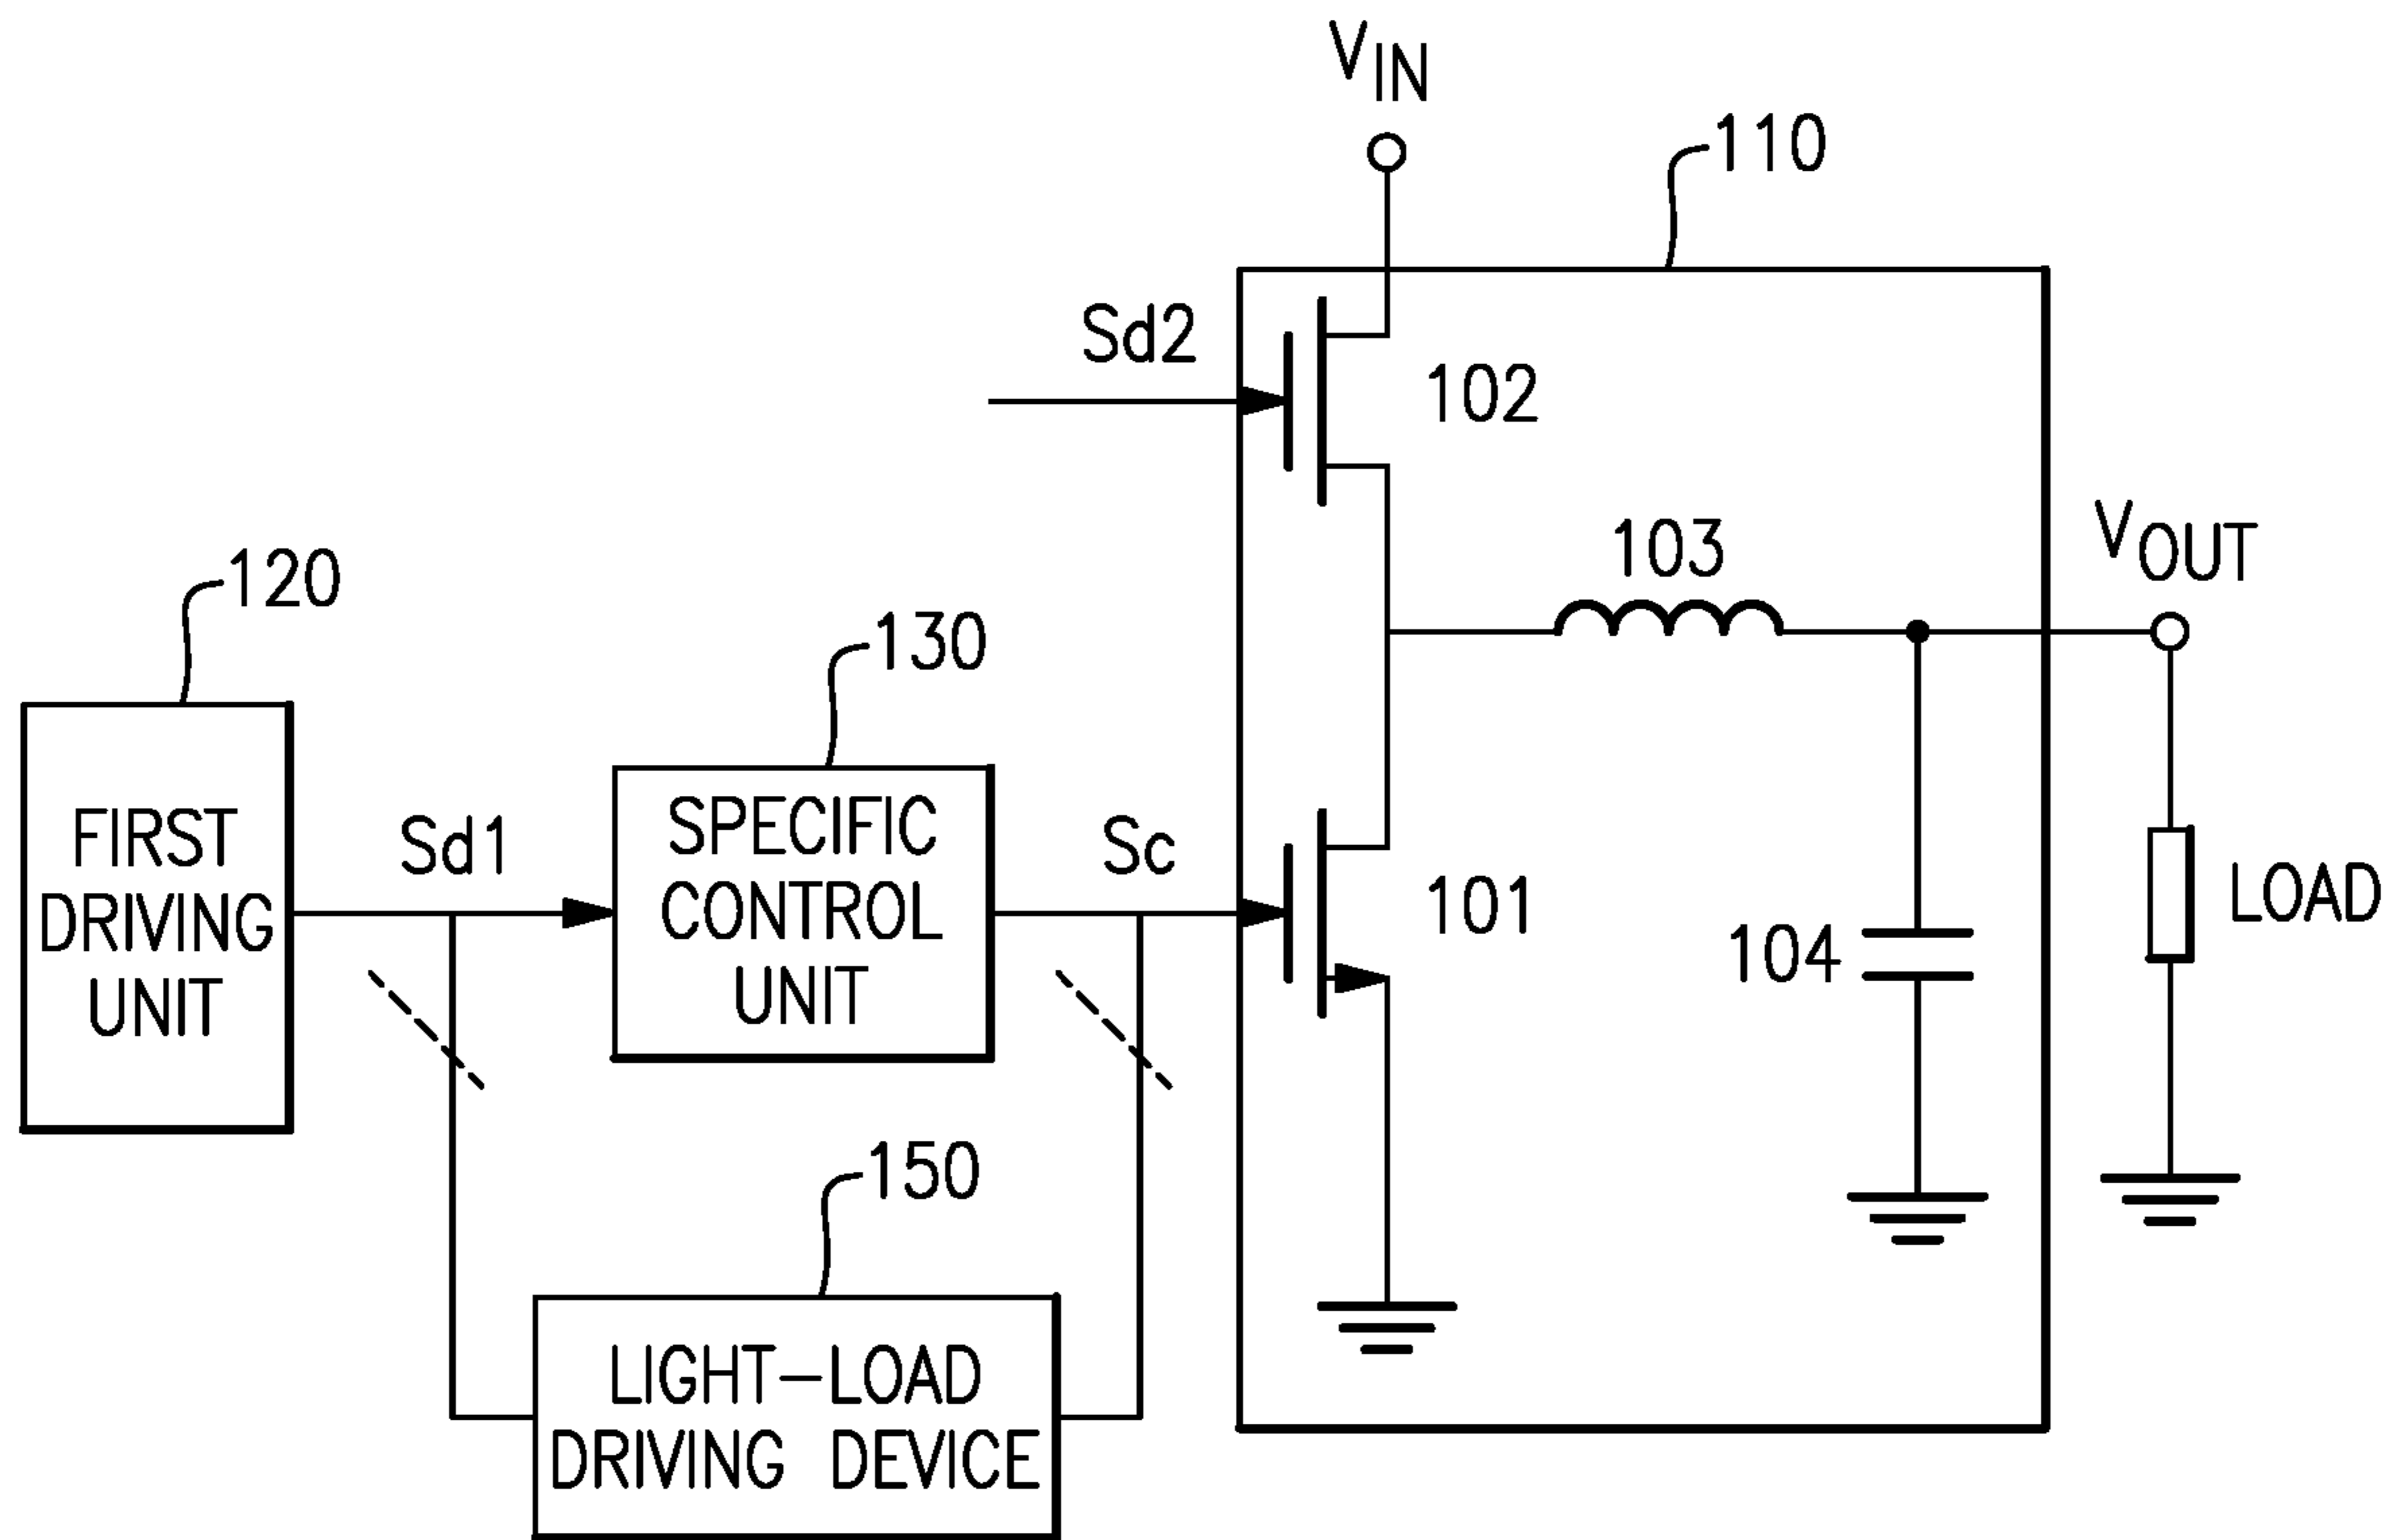 VIN
110
Sd2
102
103
VOUT
120
130
FIRST
DRIVING
UNIT
Sd1
SPECIFIC
CONTROL
UNIT
Sc
101
104
LOAD
150
LIGHT-LOAD
DRIVING DEVICE